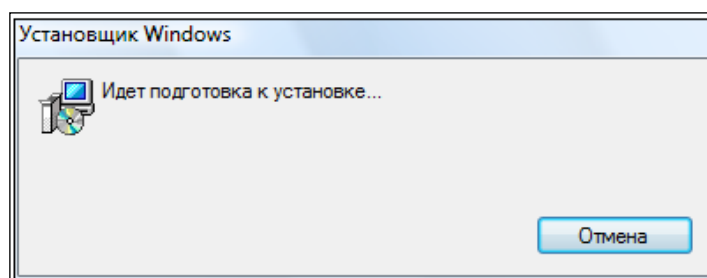 Установщик Windows
Идет подготовка к установке...
Отмена